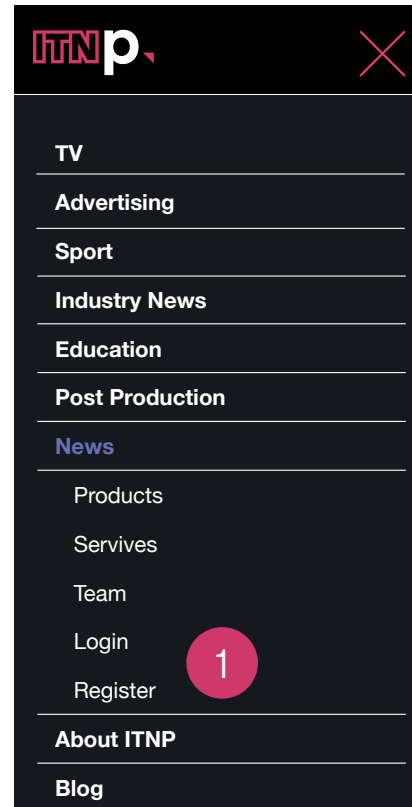 ITNP
TV
Advertising
Sport
Industry News
Education
Post Production
News
Products
Servives
Team
Login
1
Register
About ITNP
Blog